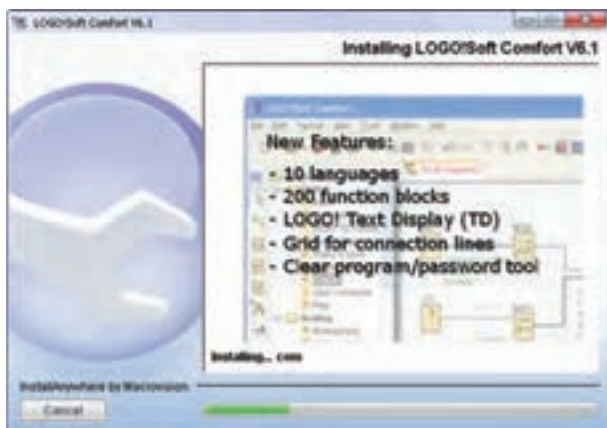 LOGO!Soft Comfort V6.1
Installing LOGO!Soft Comfort V6.1
New Features:
- 10 languages
- 200 function blocks
- LOGO! Text Display (TD)
- Grid for connection lines
- Clear program/password tool
Installing... com
InstallAnywhere by Macrovision
Cancel